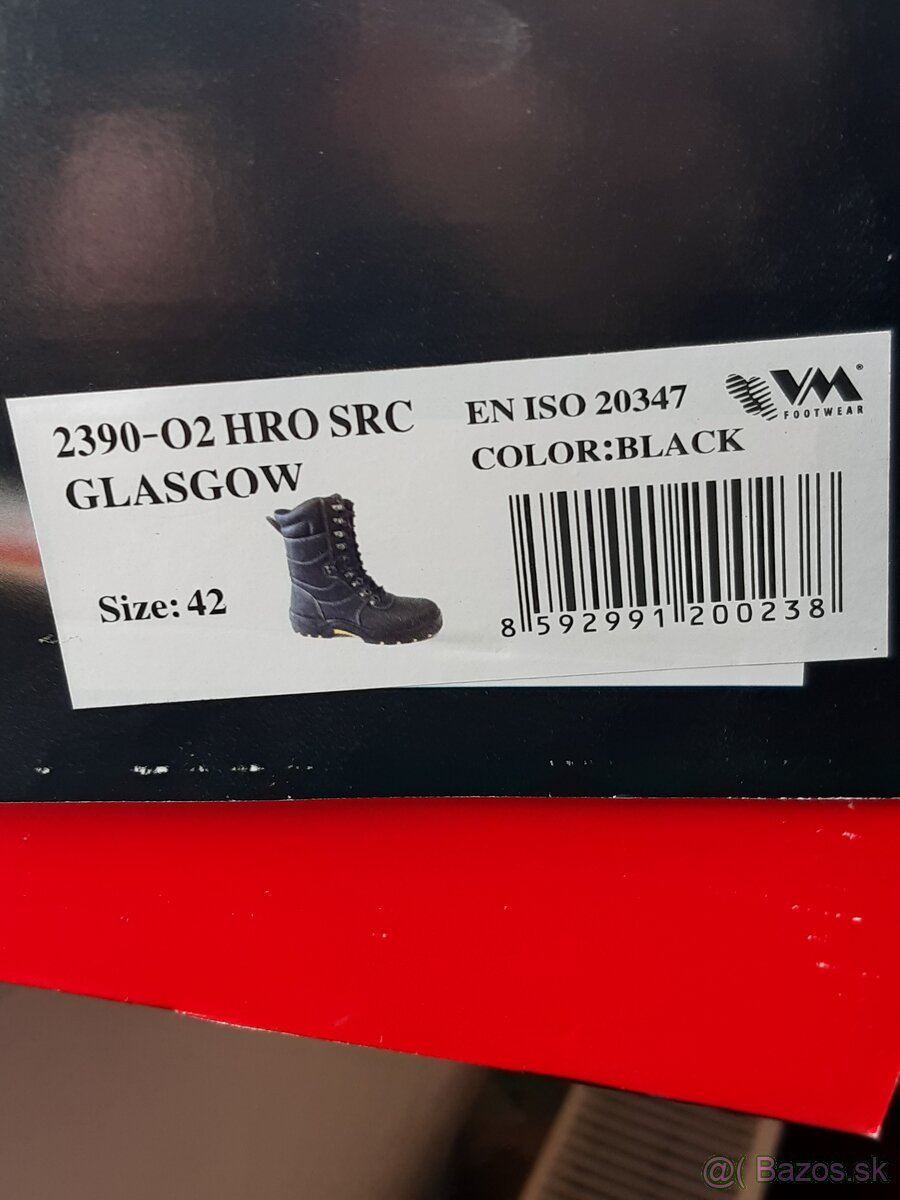 2390-O2 HRO SRC
GLASGOW
Size: 42
EN ISO 20347
COLOR:BLACK
VM®
FOOTWEAR
8 592991 200238
@( Bazos.sk